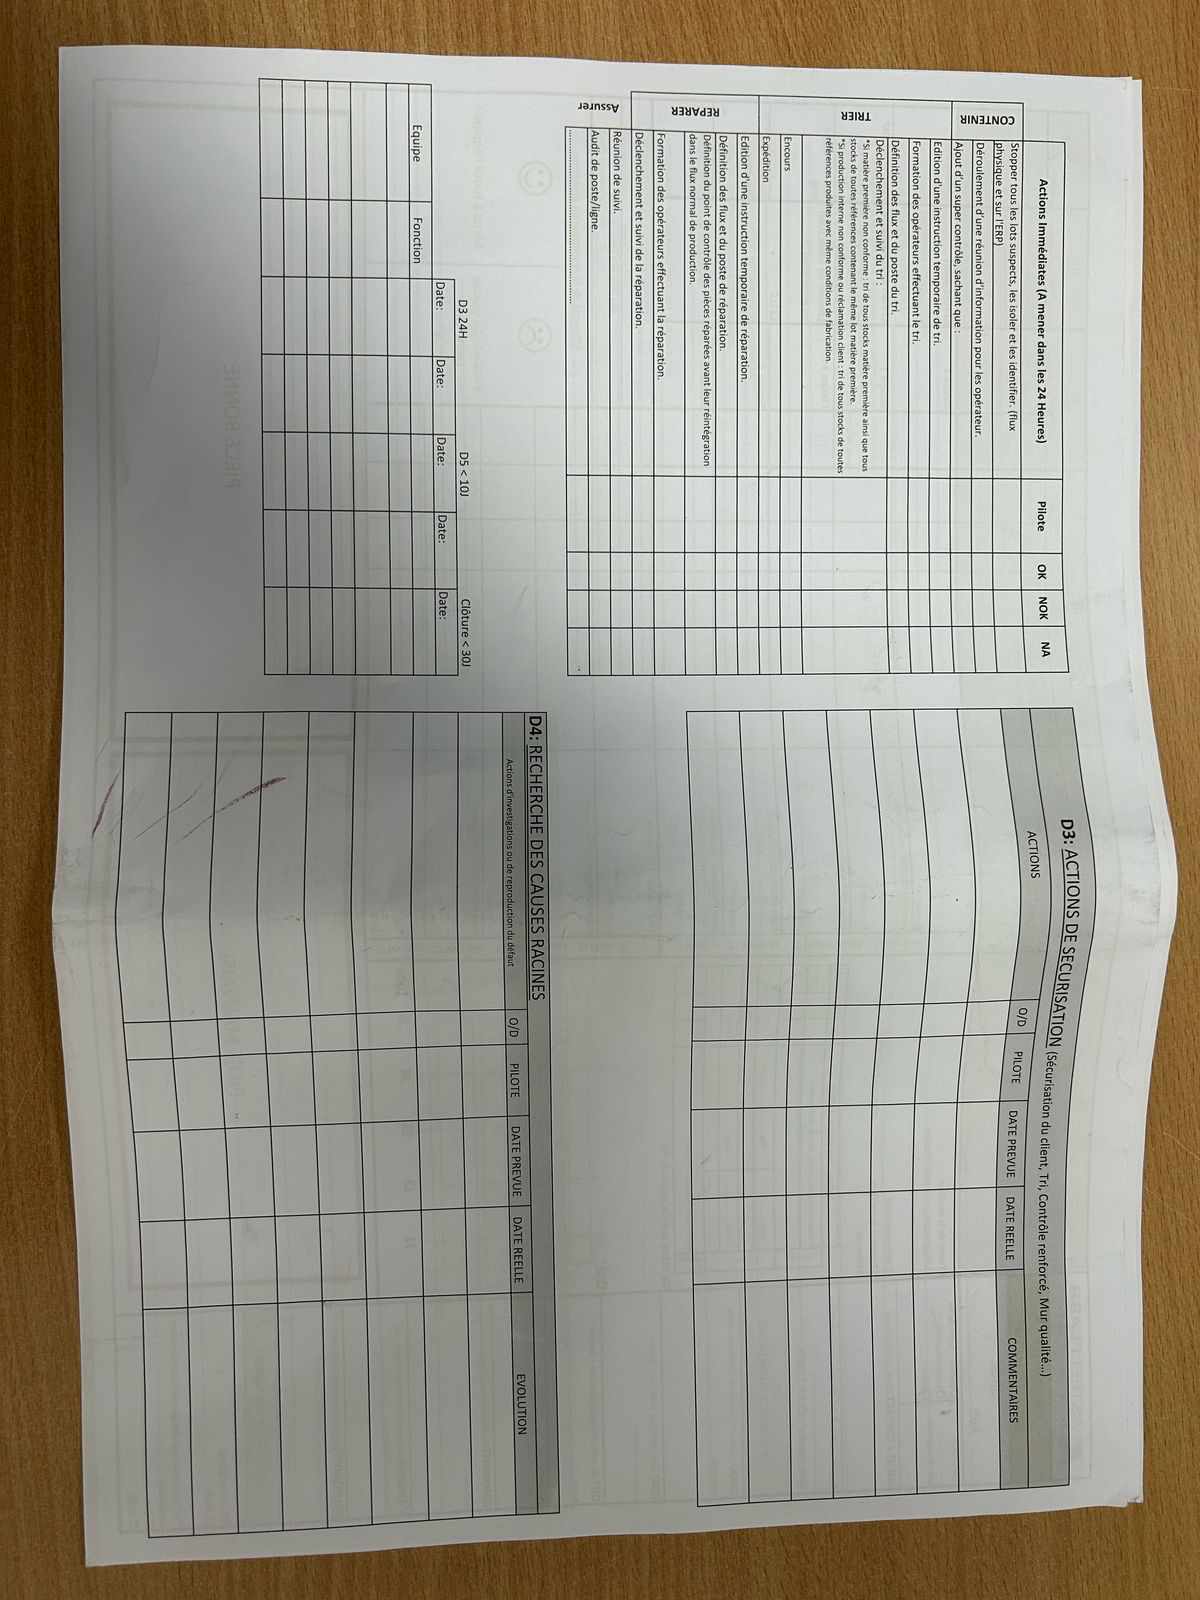 Actions Immédiates (A mener dans les 24 Heures) Pilote OK NOK NA
CONTENIR
Stopper tous les lots suspects, les isoler et les identifier. (flux
physique et sur l'ERP)
Déroulement d'une réunion d'information pour les opérateur.
Ajout d'un super contrôle, sachant que :
TRIER
Edition d'une instruction temporaire de tri.
Formation des opérateurs effectuant le tri.
Définition des flux et du poste du tri.
Déclenchement et suivi du tri :
*Si matière première non conforme : tri de tous stocks matière première ainsi que tous
stocks de toutes références contenant le même lot matière première.
*Si production interne non conforme ou réclamation client : tri de tous stocks de toutes
références produites avec même conditions de fabrication.
Encours
Expédition
REPARER
Edition d'une instruction temporaire de réparation.
Définition des flux et du poste de réparation.
Définition du point de contrôle des pièces réparées avant leur réintégration
dans le flux normal de production.
Formation des opérateurs effectuant la réparation.
Déclenchement et suivi de la réparation.
Assurer
Réunion de suivi.
Audit de poste/ligne.
................................................................
D3 24H D5 < 10J Clôture < 30J
Date: Date: Date: Date: Date:
Equipe Fonction
D3: ACTIONS DE SECURISATION (Sécurisation du client, Tri, Contrôle renforcé, Mur qualité...)
ACTIONS O/D PILOTE DATE PREVUE DATE REELLE COMMENTAIRES
D4: RECHERCHE DES CAUSES RACINES
Actions d'investigations ou de reproduction du défaut O/D PILOTE DATE PREVUE DATE REELLE EVOLUTION
PIECE BONNE